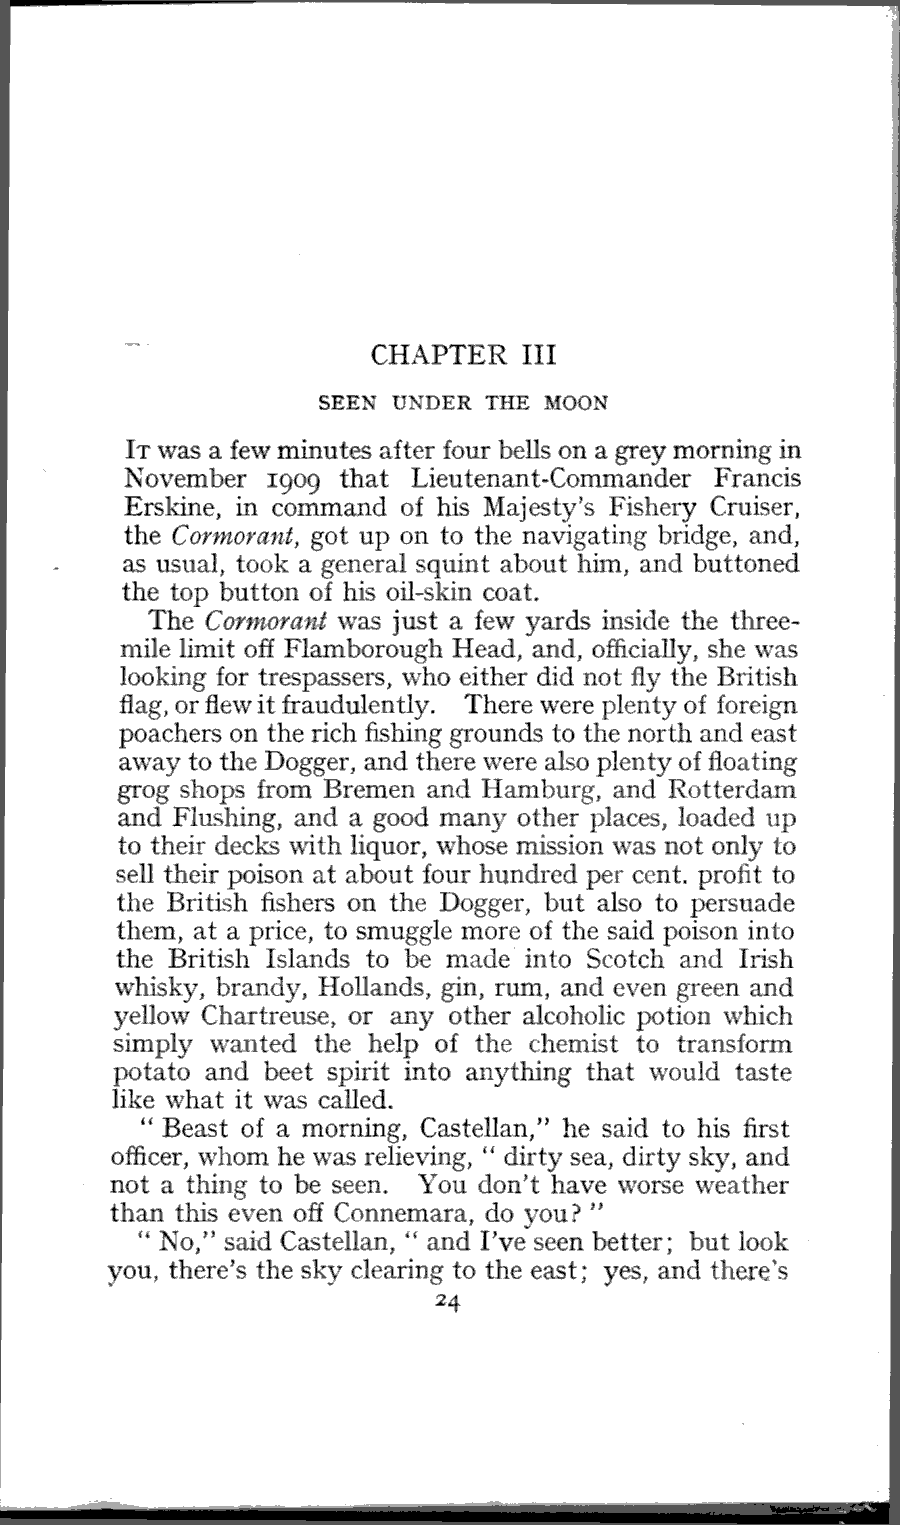 CHAPTER III
SEEN UNDER THE MOON
IT was a few minutes after four bells on a grey morning in
November 1909 that Lieutenant-Commander Francis
Erskine, in command of his Majesty's Fishery Cruiser,
the Cormorant, got up on to the navigating bridge, and,
as usual, took a general squint about him, and buttoned
the top button of his oil-skin coat.
The Cormorant was just a few yards inside the three-
mile limit off Flamborough Head, and, officially, she was
looking for trespassers, who either did not fly the British
flag, or flew it fraudulently. There were plenty of foreign
poachers on the rich fishing grounds to the north and east
away to the Dogger, and there were also plenty of floating
grog shops from Bremen and Hamburg, and Rotterdam
and Flushing, and a good many other places, loaded up
to their decks with liquor, whose mission was not only to
sell their poison at about four hundred per cent. profit to
the British fishers on the Dogger, but also to persuade
them, at a price, to smuggle more of the said poison into
the British Islands to be made into Scotch and Irish
whisky, brandy, Hollands, gin, rum, and even green and
yellow Chartreuse, or any other alcoholic potion which
simply wanted the help of the chemist to transform
potato and beet spirit into anything that would taste
like what it was called.
" Beast of a morning, Castellan," he said to his first
officer, whom he was relieving, " dirty sea, dirty sky, and
not a thing to be seen. You don't have worse weather
than this even off Connemara, do you? "
" No," said Castellan, " and I've seen better; but look
you, there's the sky clearing to the east; yes, and there's
24